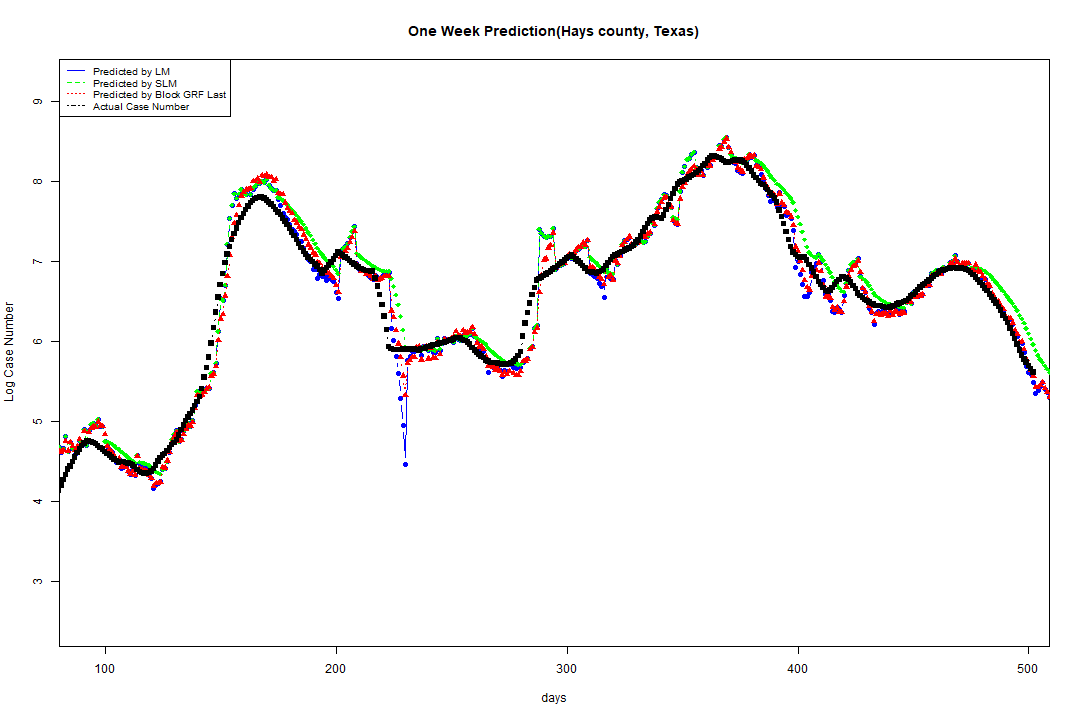 One Week Prediction(Hays county, Texas)
Predicted by LM
Predicted by SLM
Predicted by Block GRF Last
Actual Case Number
Log Case Number
9
8
7
6
5
4
3
100 200 300 400 500
days